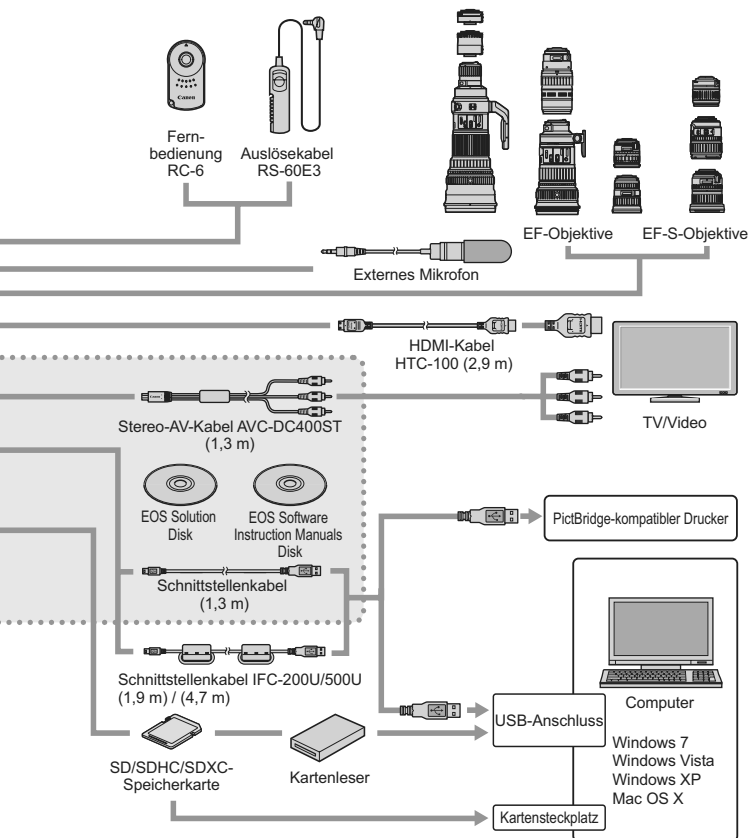 Canon
Fern-
bedienung
RC-6
Auslösekabel
RS-60E3
EF-Objektive
EF-S-Objektive
Externes Mikrofon
HDMI-Kabel
HTC-100 (2,9 m)
Stereo-AV-Kabel AVC-DC400ST
(1,3 m)
TV/Video
EOS Solution
Disk
EOS Software
Instruction Manuals
Disk
PictBridge-kompatibler Drucker
Schnittstellenkabel
(1,3 m)
Schnittstellenkabel IFC-200U/500U
(1,9 m) / (4,7 m)
Computer
USB-Anschluss
Windows 7
Windows Vista
Windows XP
Mac OS X
SD/SDHC/SDXC-
Speicherkarte
Kartenleser
Kartensteckplatz